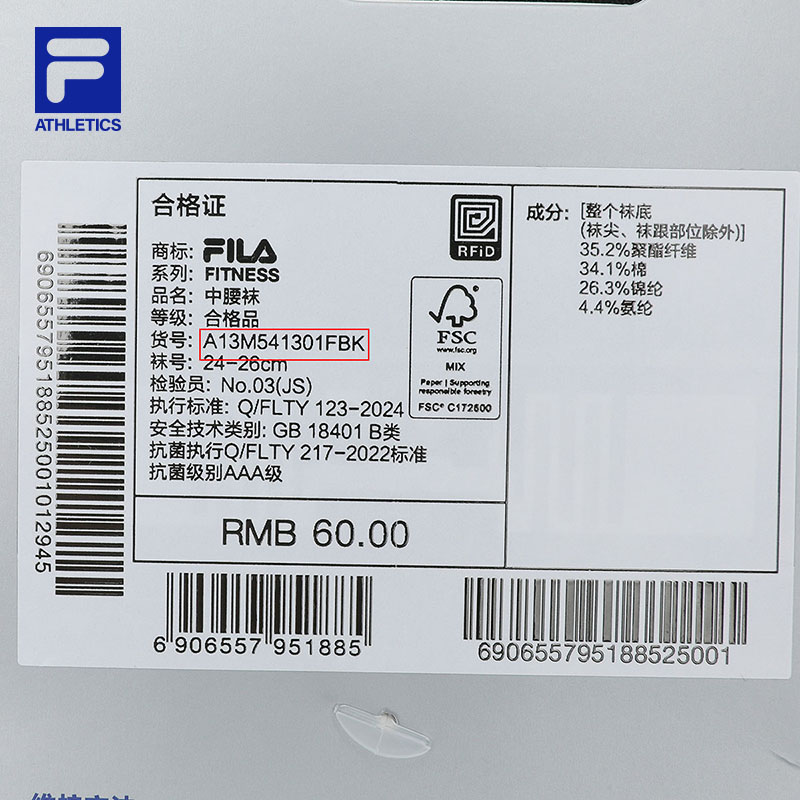 F
ATHLETICS
合格证
商标: FILA
系列: FITNESS
品名: 中腰袜
等级: 合格品
货号: A13M541301FBK
袜号: 24-26cm
检验员: No.03(JS)
执行标准: Q/FLTY 123-2024
安全技术类别: GB 18401 B类
抗菌执行Q/FLTY 217-2022标准
抗菌级别AAA级
RFiD
FSC
www.fsc.org
MIX
Paper | Supporting
responsible forestry
FSC® C172600
成分: [整个袜底
(袜尖、袜跟部位除外)]
35.2%聚酯纤维
34.1%棉
26.3%锦纶
4.4%氨纶
RMB 60.00
690655795188525001012945
6 906557 951885
690655795188525001